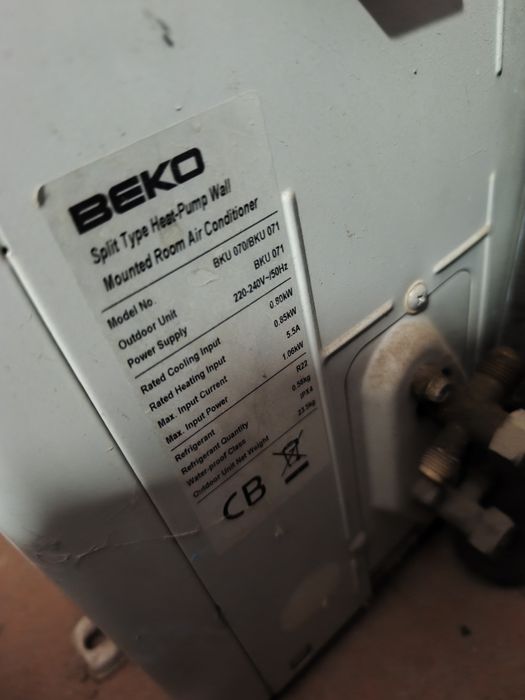 BEKO
Split Type Heat-Pump Wall
Mounted Room Air Conditioner
Model No. BKU 070/BKU 071
Outdoor Unit BKU 071
Power Supply 220-240V~/50Hz
Rated Cooling Input 0.80kW
Rated Heating Input 0.85kW
Max. Input Current 5.5A
Max. Input Power 1.06kW
Refrigerant R22
Refrigerant Quantity 0.56kg
Water-proof Class IPX4
Outdoor Unit Net Weight 23.5kg
CB